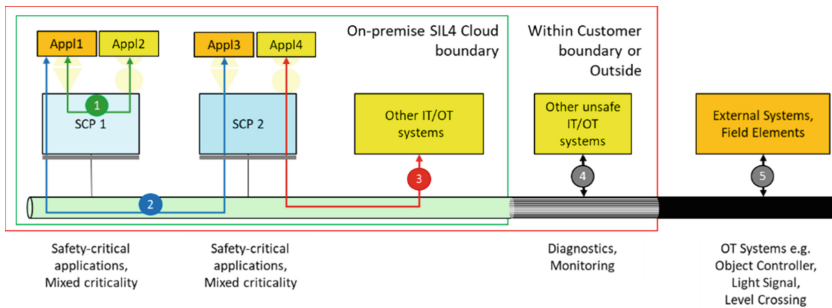 Appl1
Appl2
Appl3
Appl4
On-premise SIL4 Cloud
boundary
Within Customer
boundary or
Outside
1
SCP 1
SCP 2
Other IT/OT
systems
Other unsafe
IT/OT
systems
External Systems,
Field Elements
2
3
4
5
Safety-critical
applications,
Mixed criticality
Safety-critical
applications,
Mixed criticality
Diagnostics,
Monitoring
OT Systems e.g.
Object Controller,
Light Signal,
Level Crossing